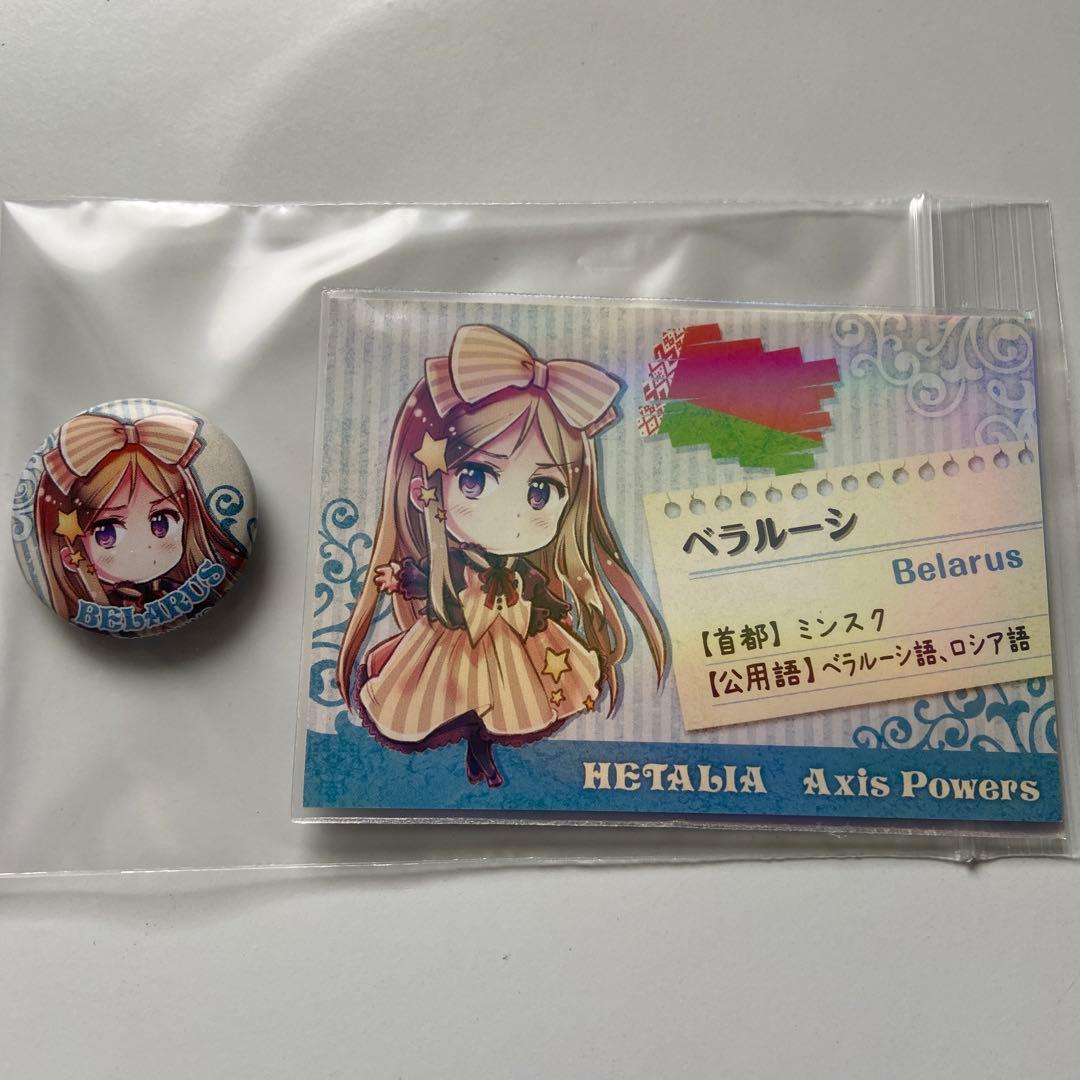 BELARUS
ベラルーシ
Belarus
【首都】ミンスク
【公用語】ベラルーシ語、ロシア語
HETALIA Axis Powers